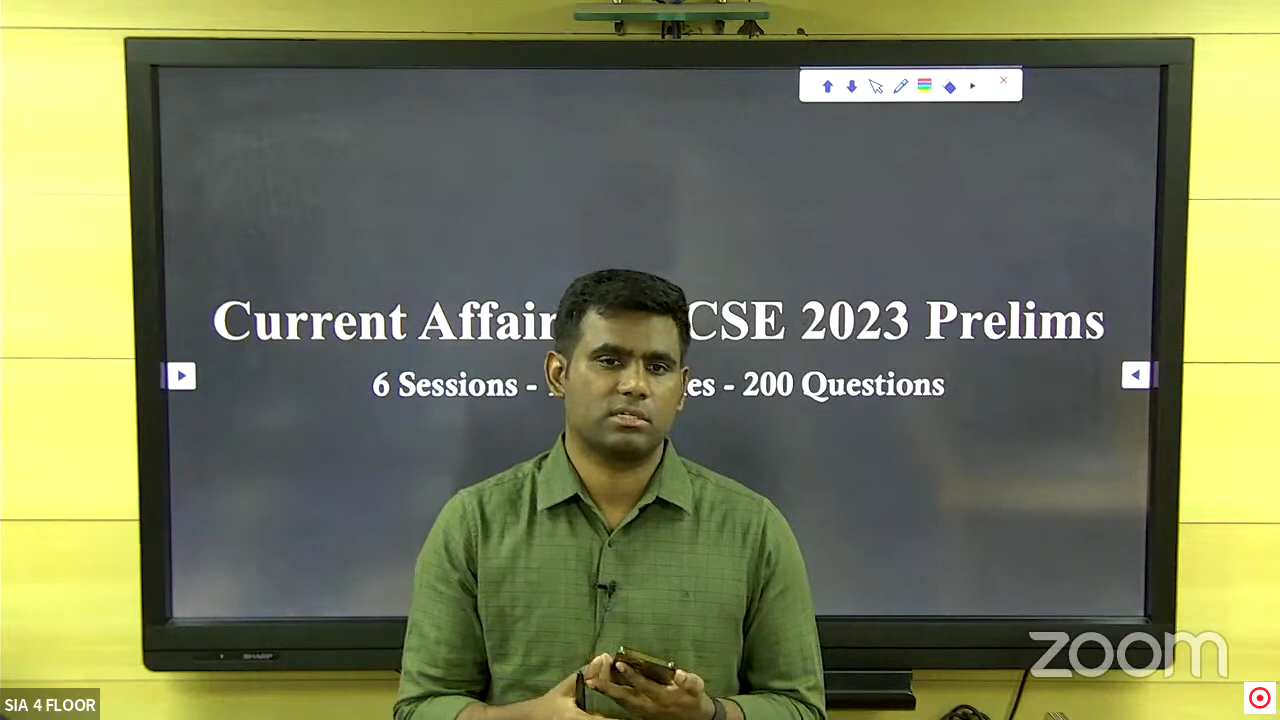 Current Affair CSE 2023 Prelims
6 Sessions - es - 200 Questions
SHARP
zoom
SIA 4 FLOOR